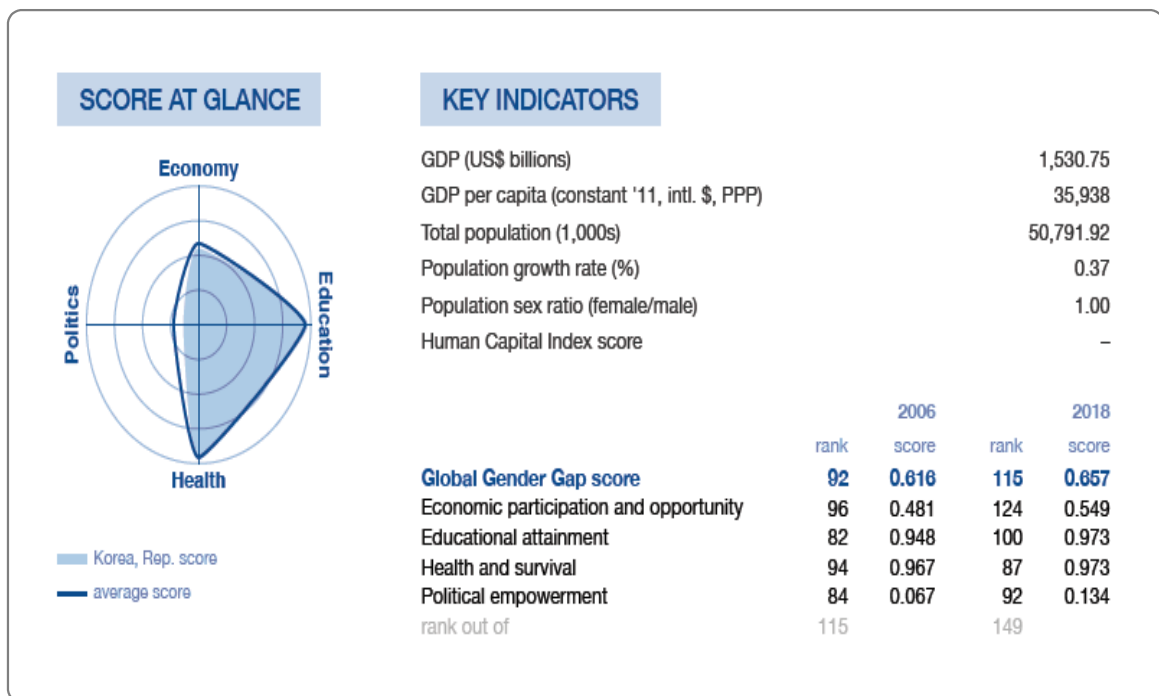 SCORE AT GLANCE
Economy
Politics
Education
Health
Korea, Rep. score
average score
KEY INDICATORS
GDP (US$ billions) 1,530.75
GDP per capita (constant '11, intl. $, PPP) 35,938
Total population (1,000s) 50,791.92
Population growth rate (%) 0.37
Population sex ratio (female/male) 1.00
Human Capital Index score –
2006 2018
rank score rank score
Global Gender Gap score 92 0.616 115 0.657
Economic participation and opportunity 96 0.481 124 0.549
Educational attainment 82 0.948 100 0.973
Health and survival 94 0.967 87 0.973
Political empowerment 84 0.067 92 0.134
rank out of 115 149